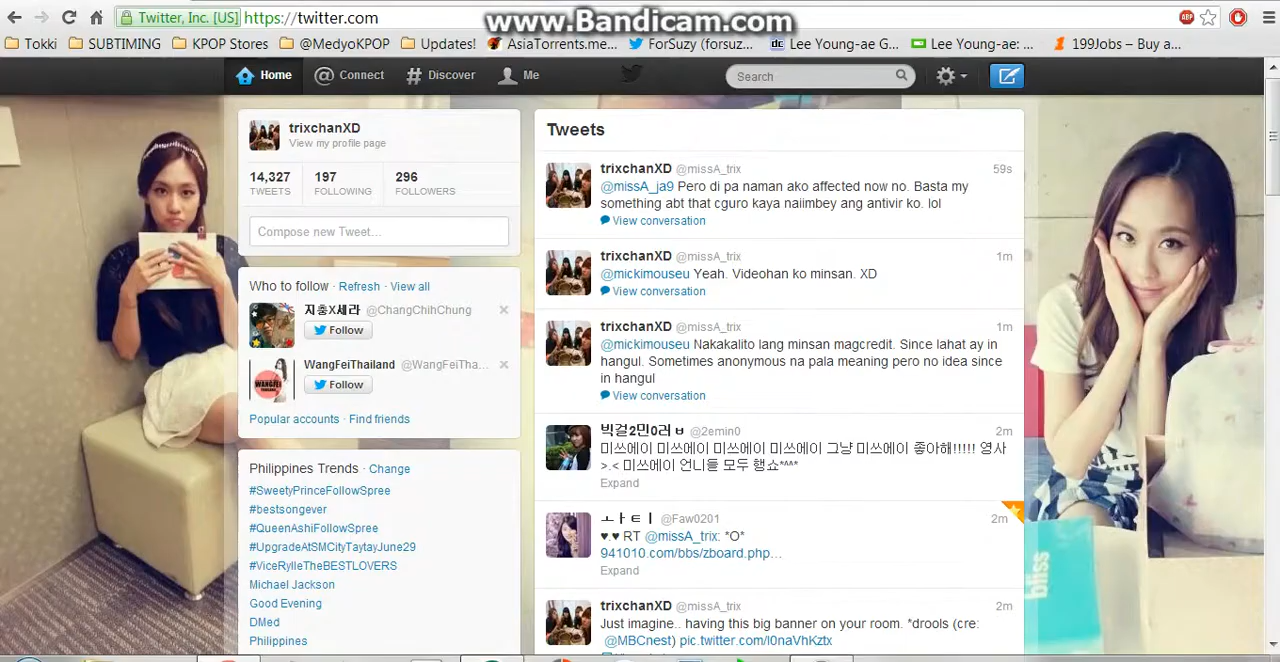 Twitter, Inc. [US] https://twitter.com
www.Bandicam.com
ABP
Tokki SUBTIMING KPOP Stores @MedyoKPOP Updates! AsiaTorrents.me... ForSuzy (forsuz... dc Lee Young-ae G... Lee Young-ae: ... 199Jobs – Buy a...
Home @ Connect # Discover Me Search
trixchanXD
View my profile page
14,327 197 296
TWEETS FOLLOWING FOLLOWERS
Compose new Tweet...
Who to follow · Refresh · View all
지충X세라 @ChangChihChung
Follow
WANGFEI
WangFeiThailand @WangFeiTha...
Follow
Popular accounts · Find friends
Philippines Trends · Change
#SweetyPrinceFollowSpree
#bestsongever
#QueenAshiFollowSpree
#UpgradeAtSMCityTaytayJune29
#ViceRylleTheBESTLOVERS
Michael Jackson
Good Evening
DMed
Philippines
Tweets
trixchanXD @missA_trix 59s
@missA_ja9 Pero di pa naman ako affected now no. Basta my
something abt that cguro kaya naiimbey ang antivir ko. lol
View conversation
trixchanXD @missA_trix 1m
@mickimouseu Yeah. Videohan ko minsan. XD
View conversation
trixchanXD @missA_trix 1m
@mickimouseu Nakakalito lang minsan magcredit. Since lahat ay in
hangul. Sometimes anonymous na pala meaning pero no idea since
in hangul
View conversation
빅걸2민0러ㅂ @2emin0 2m
미쓰에이 미쓰에이 미쓰에이 미쓰에이 그냥 미쓰에이 좋아해!!!!! 영사
>.< 미쓰에이 언니들 모두 행쇼*^^*
Expand
ㅗㅏㅌㅣ @Faw0201 2m
♥.♥ RT @missA_trix: *O*
941010.com/bbs/zboard.php...
Expand
trixchanXD @missA_trix 2m
Just imagine.. having this big banner on your room. *drools (cre:
@MBCnest) pic.twitter.com/I0naVhKztx
bliss